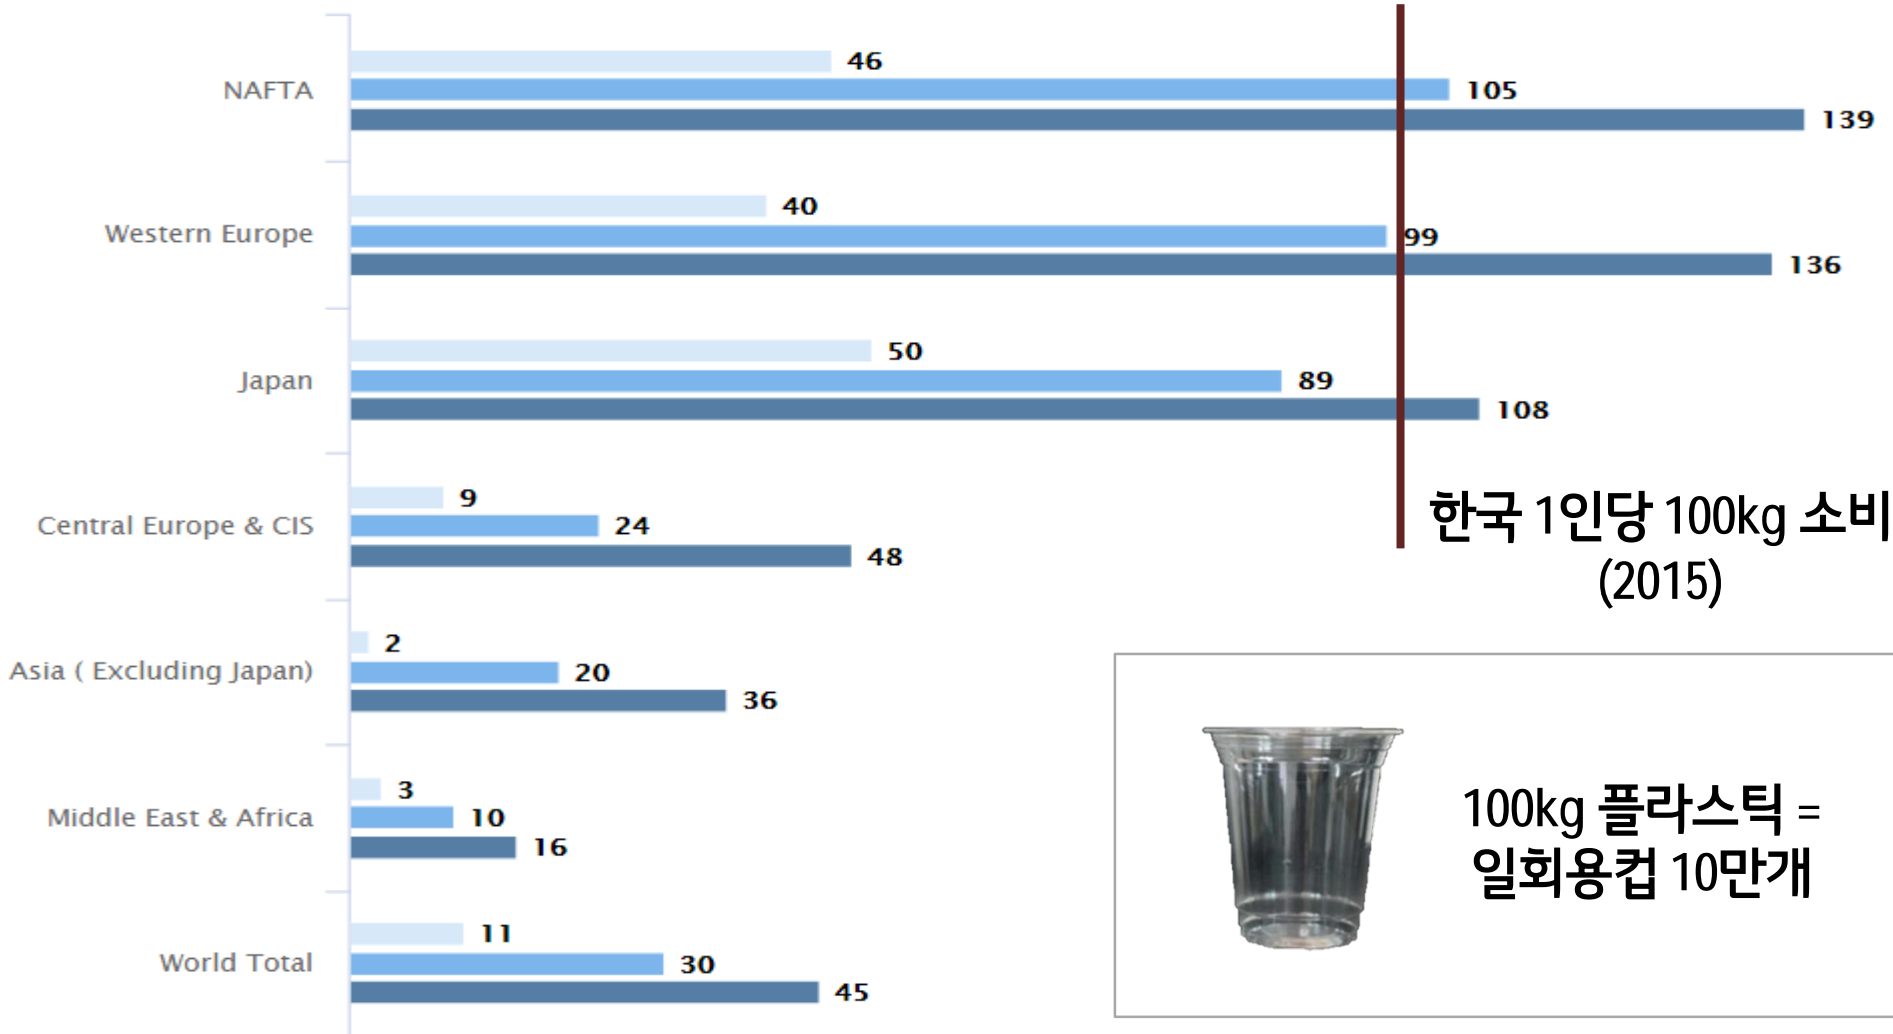 46
NAFTA
105
139
40
Western Europe
99
136
50
Japan
89
108
9
Central Europe & CIS
24
48
한국 1인당 100kg 소비
(2015)
2
Asia ( Excluding Japan)
20
36
3
Middle East & Africa
10
16
100kg 플라스틱 =
일회용컵 10만개
11
World Total
30
45